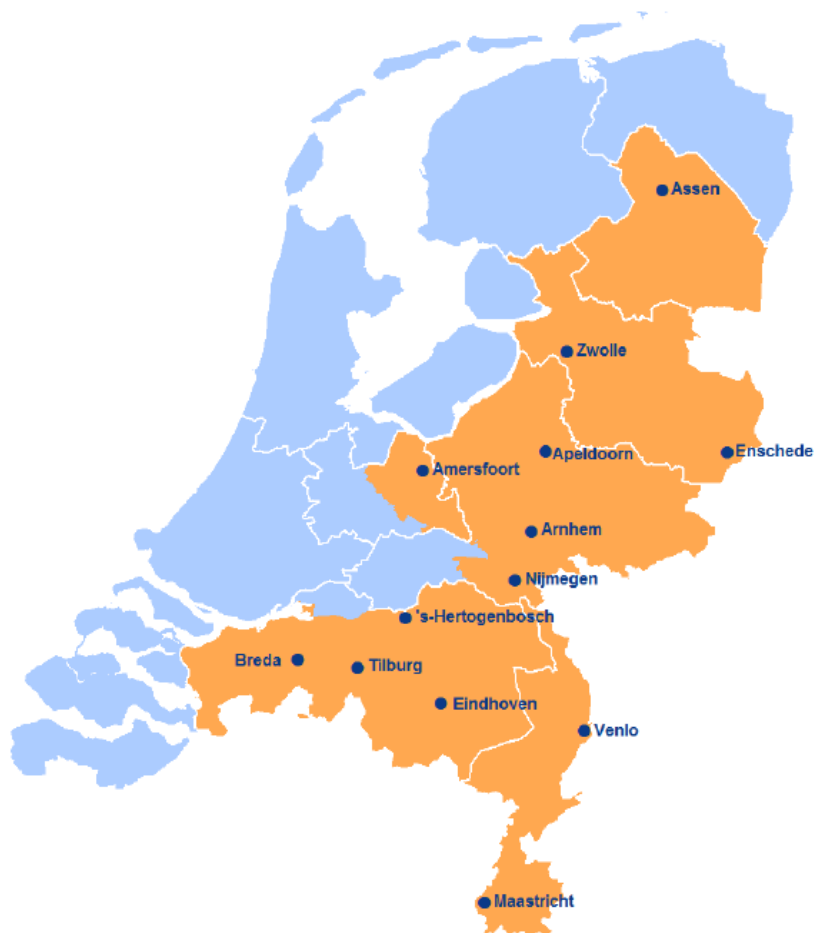 Assen
Zwolle
Apeldoorn
Enschede
Amersfoort
Arnhem
Nijmegen
's-Hertogenbosch
Breda
Tilburg
Eindhoven
Venlo
Maastricht